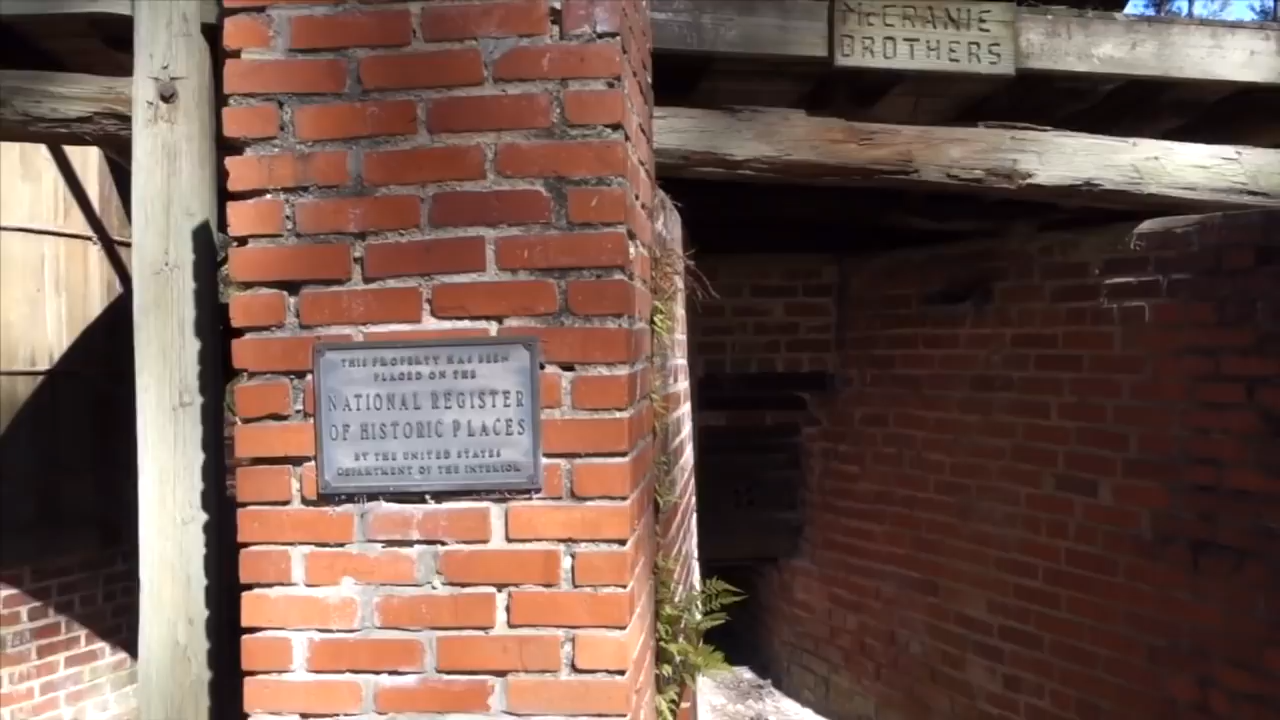 McCRANIE
BROTHERS
THIS PROPERTY HAS BEEN
PLACED ON THE
NATIONAL REGISTER
OF HISTORIC PLACES
BY THE UNITED STATES
DEPARTMENT OF THE INTERIOR